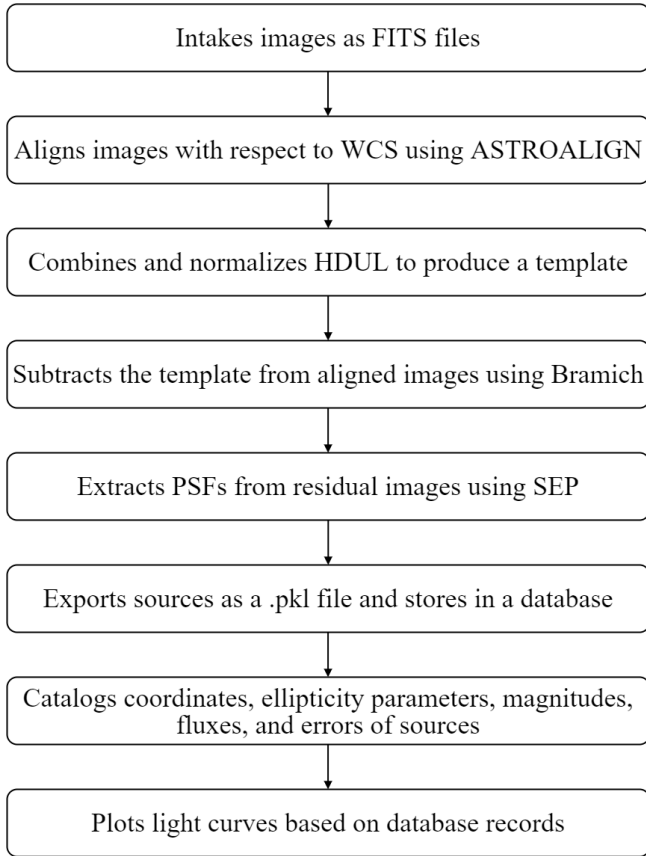 Intakes images as FITS files
Aligns images with respect to WCS using ASTROALIGN
Combines and normalizes HDUL to produce a template
Subtracts the template from aligned images using Bramich
Extracts PSFs from residual images using SEP
Exports sources as a .pkl file and stores in a database
Catalogs coordinates, ellipticity parameters, magnitudes,
fluxes, and errors of sources
Plots light curves based on database records